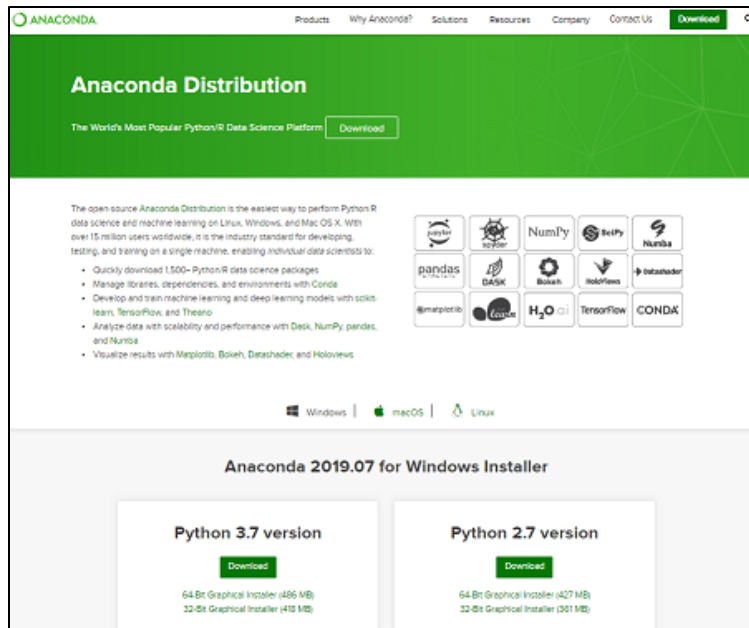 ANACONDA.
Products Why Anaconda? Solutions Resources Company Contact Us Download
Anaconda Distribution
The World's Most Popular Python/R Data Science Platform Download
The open-source Anaconda Distribution is the easiest way to perform Python/R
data science and machine learning on Linux, Windows, and Mac OS X. With
over 15 million users worldwide, it is the industry standard for developing,
testing, and training on a single machine, enabling individual data scientists to:
• Quickly download 1,500+ Python/R data science packages
• Manage libraries, dependencies, and environments with Conda
• Develop and train machine learning and deep learning models with scikit-
learn, TensorFlow, and Theano
• Analyze data with scalability and performance with Dask, NumPy, pandas,
and Numba
• Visualize results with Matplotlib, Bokeh, Datashader, and Holoviews
jupyter spyder NumPy SciPy Numba
pandas DASK Bokeh HoloViews Datashader
matplotlib learn H2O.ai TensorFlow CONDA
Windows | macOS | Linux
Anaconda 2019.07 for Windows Installer
Python 3.7 version
Download
64-Bit Graphical Installer (486 MB)
32-Bit Graphical Installer (418 MB)
Python 2.7 version
Download
64-Bit Graphical Installer (427 MB)
32-Bit Graphical Installer (361 MB)